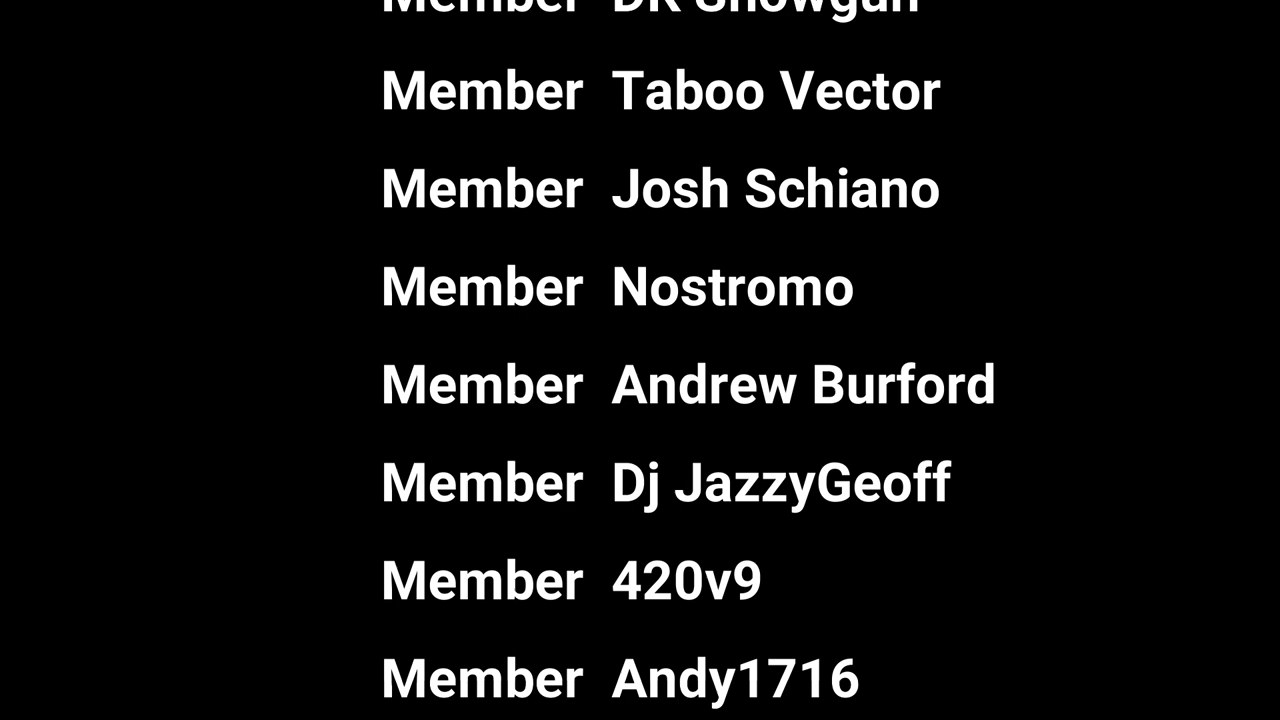 Member DR Showgun
Member Taboo Vector
Member Josh Schiano
Member Nostromo
Member Andrew Burford
Member Dj JazzyGeoff
Member 420v9
Member Andy1716